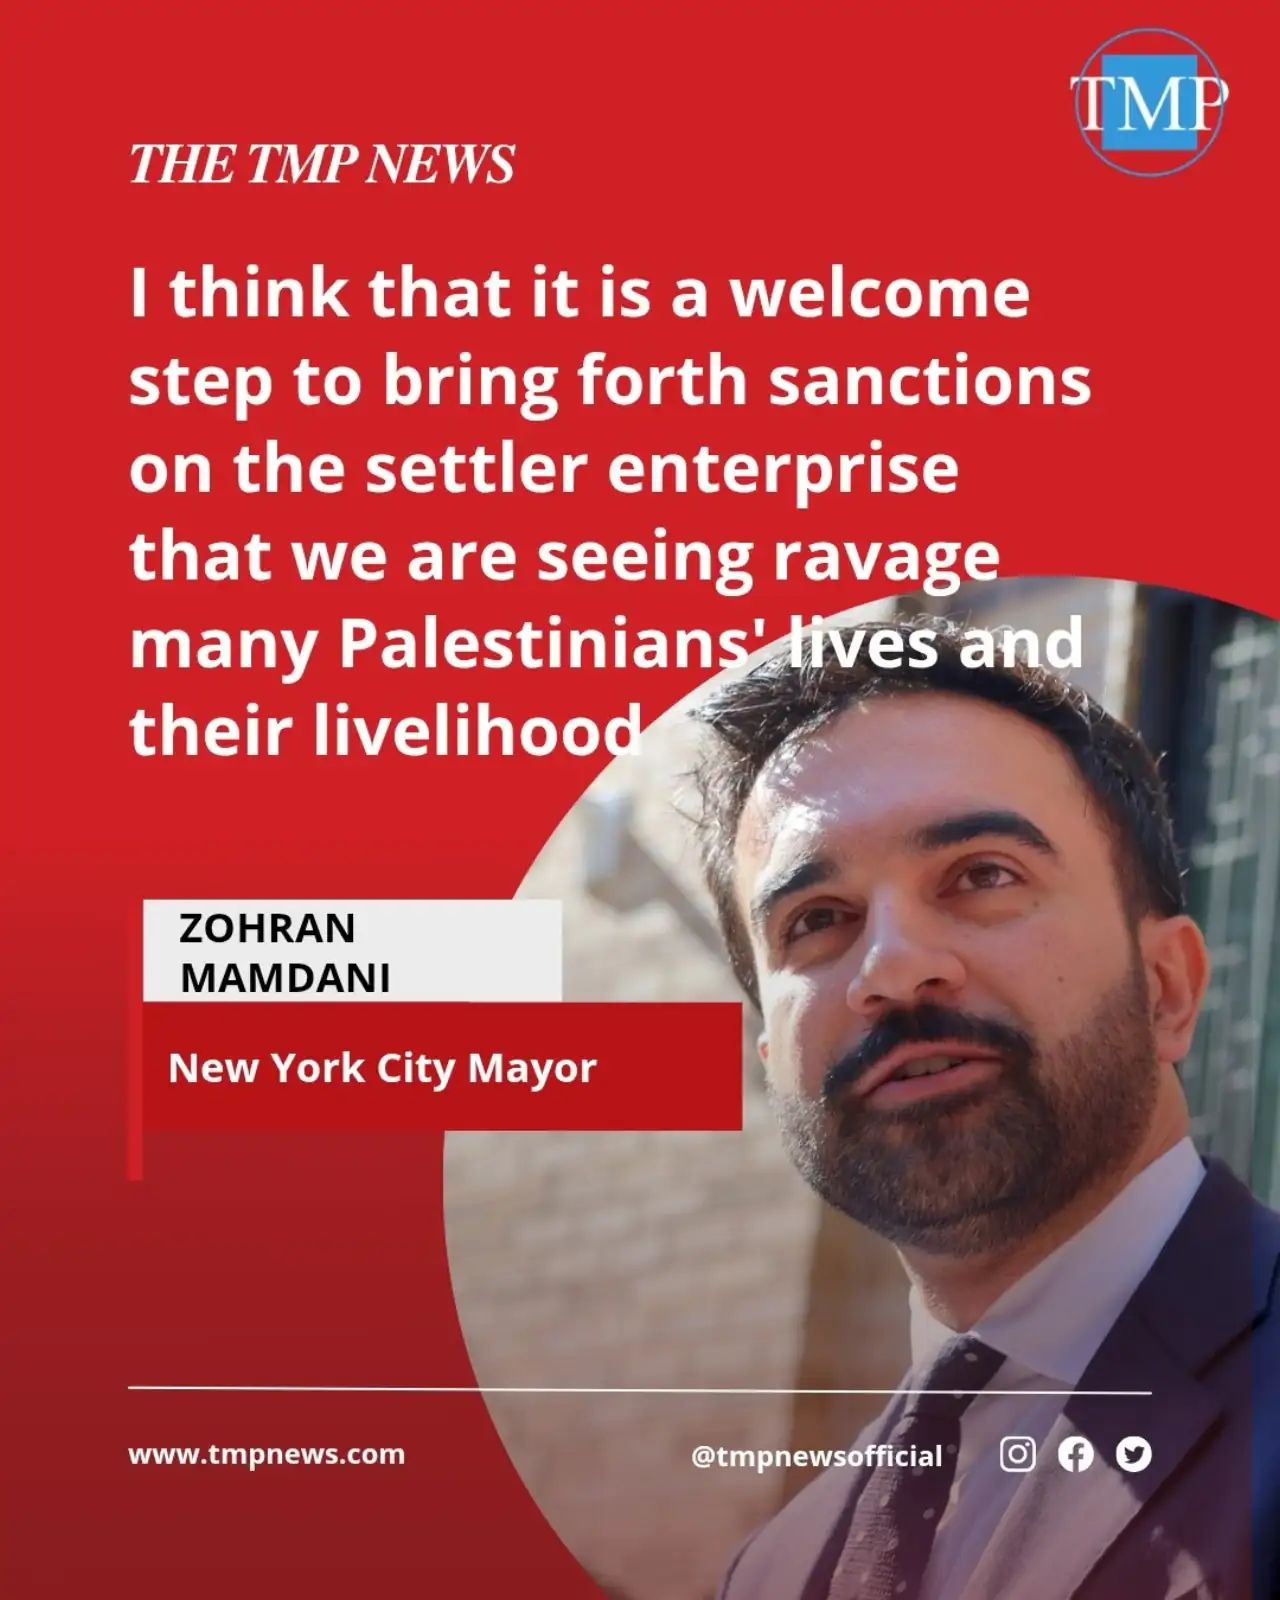 TMP
THE TMP NEWS
I think that it is a welcome
step to bring forth sanctions
on the settler enterprise
that we are seeing ravage
many Palestinians' lives and
their livelihood
ZOHRAN
MAMDANI
New York City Mayor
www.tmpnews.com
@tmpnewsofficial